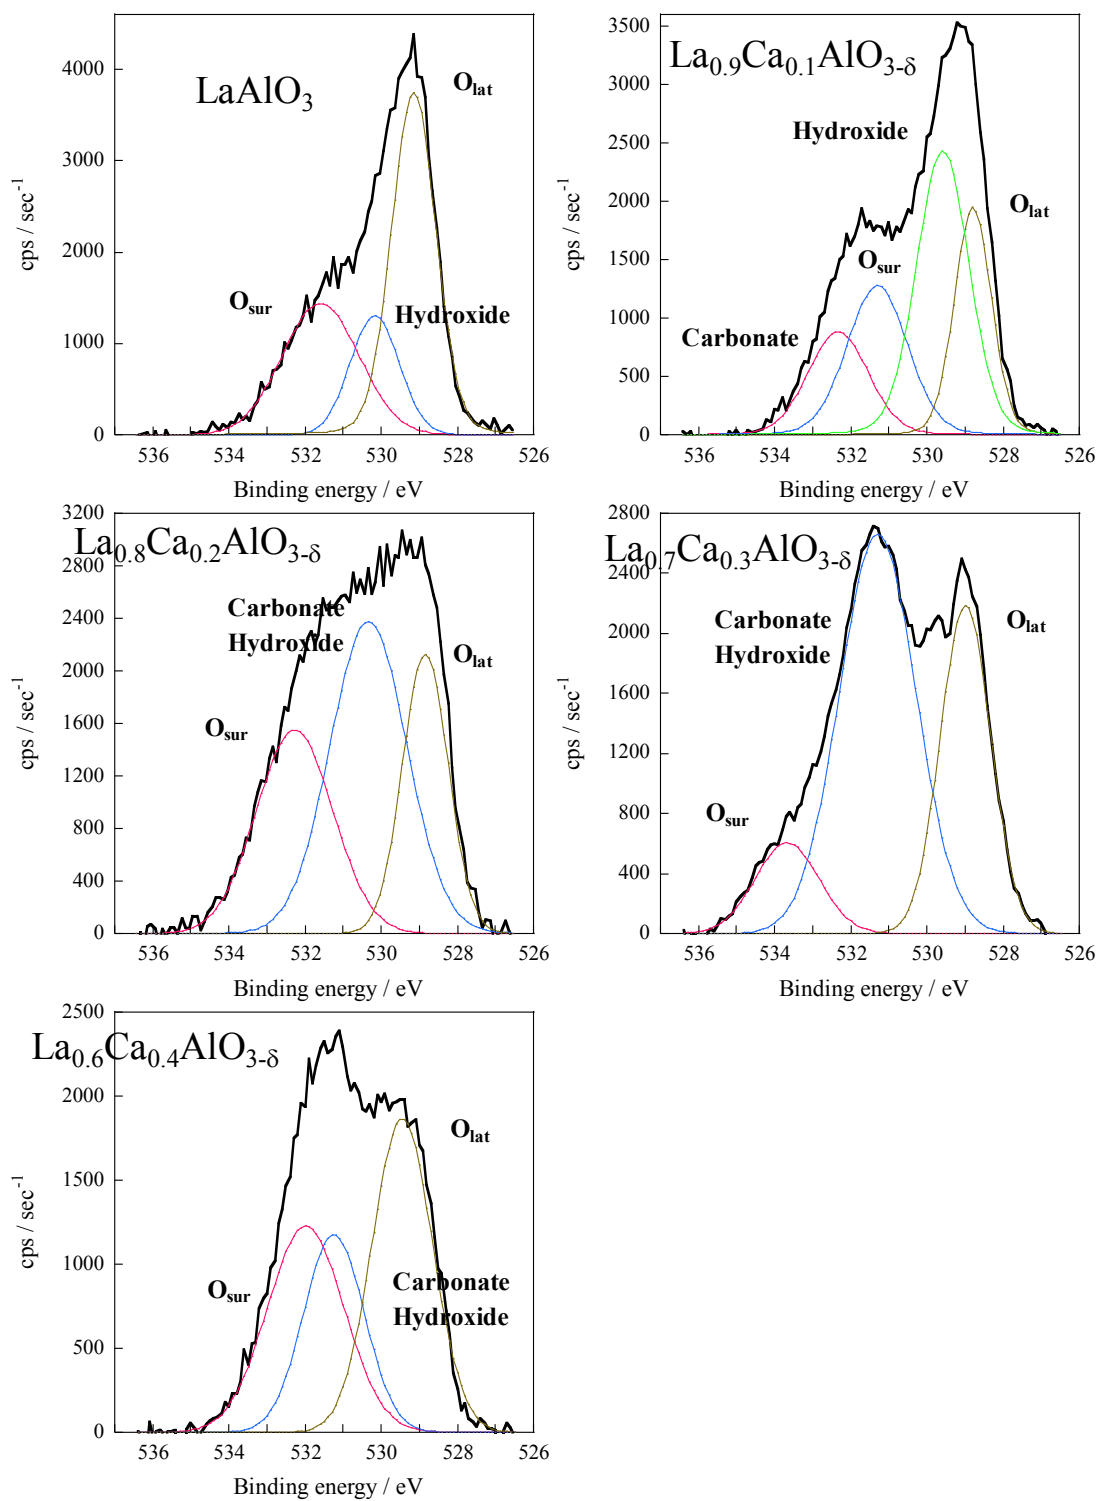 LaAlO3
Olat
Osur
Hydroxide
cps / sec-1
4000
3000
2000
1000
0
536 534 532 530 528 526
Binding energy / eV
La0.9Ca0.1AlO3-δ
Hydroxide
Olat
Osur
Carbonate
cps / sec-1
3500
3000
2500
2000
1500
1000
500
0
536 534 532 530 528 526
Binding energy / eV
La0.8Ca0.2AlO3-δ
Carbonate
Hydroxide
Olat
Osur
cps / sec-1
3200
2800
2400
2000
1600
1200
800
400
0
536 534 532 530 528 526
Binding energy / eV
La0.7Ca0.3AlO3-δ
Carbonate
Hydroxide
Olat
Osur
cps / sec-1
2800
2400
2000
1600
1200
800
400
0
536 534 532 530 528 526
Binding energy / eV
La0.6Ca0.4AlO3-δ
Olat
Osur
Carbonate
Hydroxide
cps / sec-1
2500
2000
1500
1000
500
0
536 534 532 530 528 526
Binding energy / eV